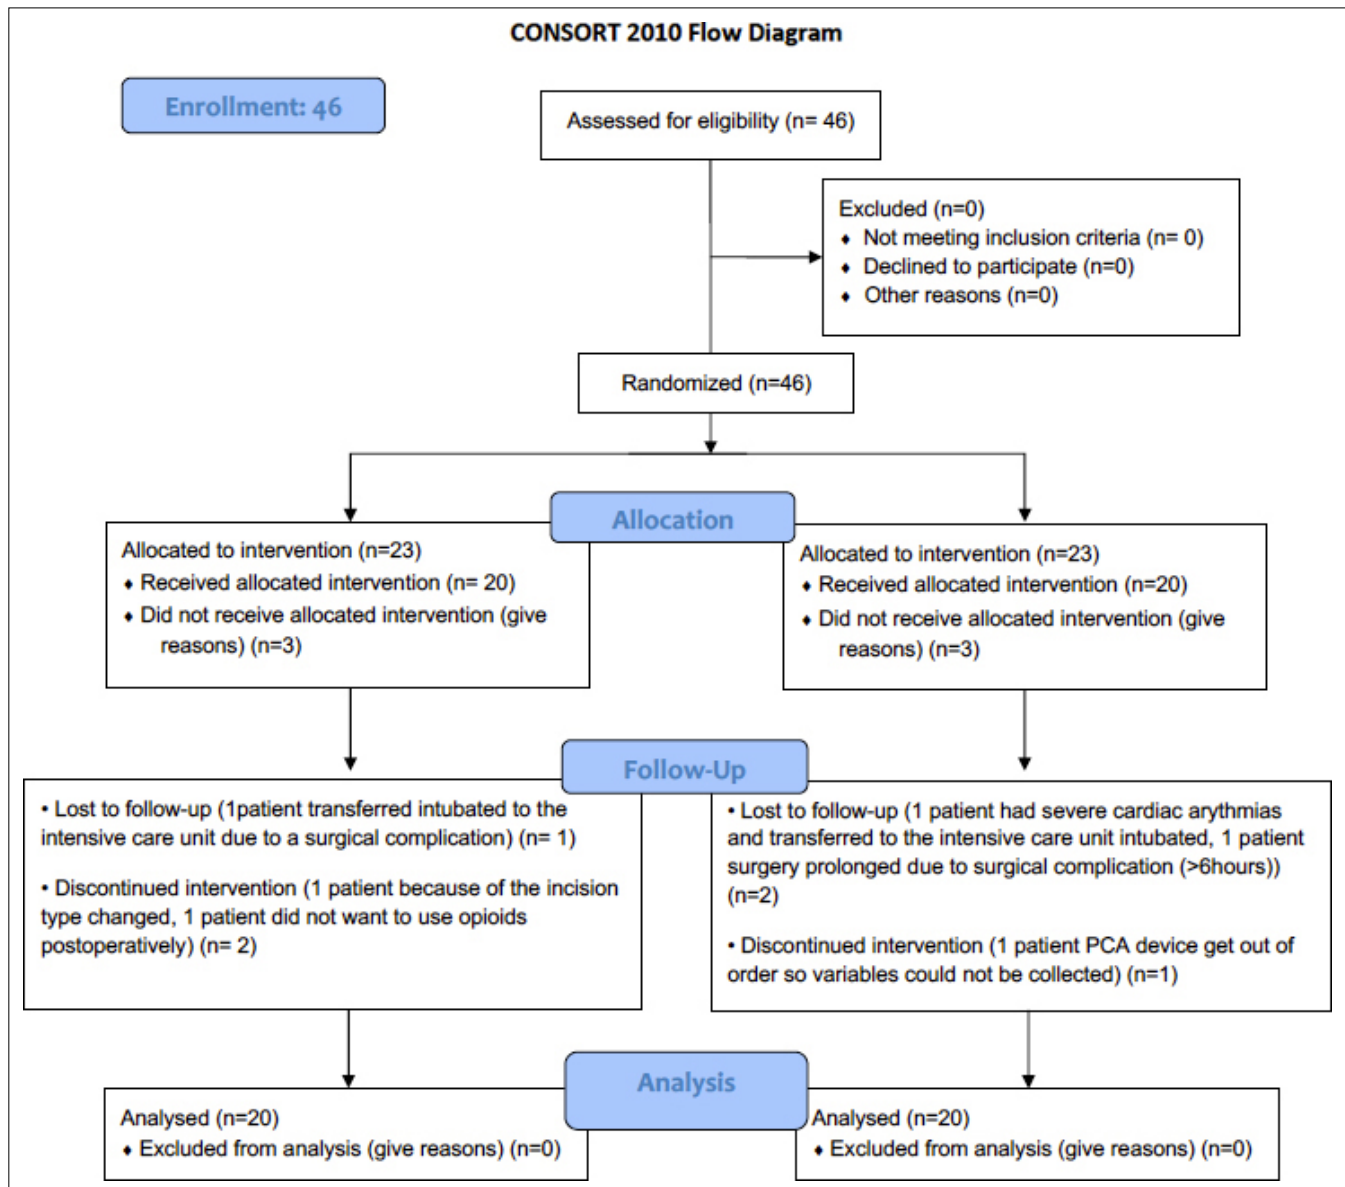 CONSORT 2010 Flow Diagram
Enrollment: 46
Assessed for eligibility (n= 46)
Excluded (n=0)
♦ Not meeting inclusion criteria (n= 0)
♦ Declined to participate (n=0)
♦ Other reasons (n=0)
Randomized (n=46)
Allocation
Allocated to intervention (n=23)
♦ Received allocated intervention (n= 20)
♦ Did not receive allocated intervention (give
reasons) (n=3)
Allocated to intervention (n=23)
♦ Received allocated intervention (n=20)
♦ Did not receive allocated intervention (give
reasons) (n=3)
Follow-Up
• Lost to follow-up (1patient transferred intubated to the
intensive care unit due to a surgical complication) (n= 1)
• Discontinued intervention (1 patient because of the incision
type changed, 1 patient did not want to use opioids
postoperatively) (n= 2)
• Lost to follow-up (1 patient had severe cardiac arythmias
and transferred to the intensive care unit intubated, 1 patient
surgery prolonged due to surgical complication (>6hours))
(n=2)
• Discontinued intervention (1 patient PCA device get out of
order so variables could not be collected) (n=1)
Analysis
Analysed (n=20)
♦ Excluded from analysis (give reasons) (n=0)
Analysed (n=20)
♦ Excluded from analysis (give reasons) (n=0)